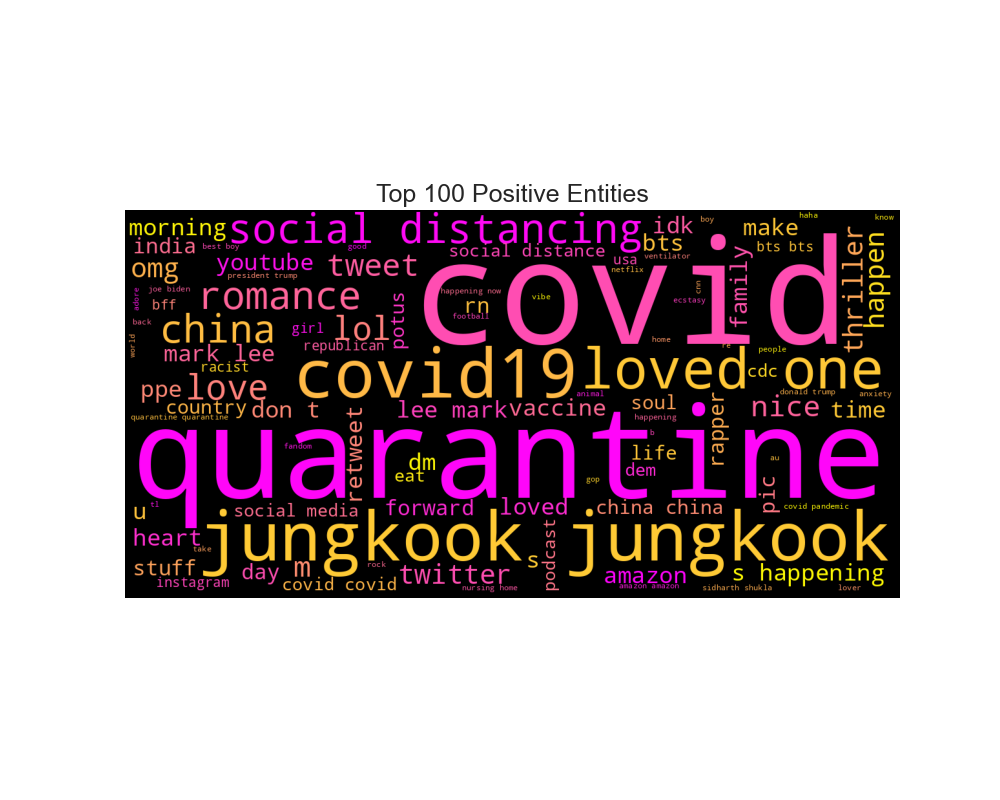 Top 100 Positive Entities
morning
social distancing
idk
boy
make
haha
know
india
best boy
good
social distance
bts
bts bts
omg
youtube
tweet
usa
ventilator
netflix
family
thriller
happen
president trump
covid
joe biden
adore
bff
romance
potus
happening now
rn
vibe
ecstasy
cnn
back
china
girl
lol
football
world
mark lee
republican
home
re
people
racist
covid19
loved one
cdc
ppe
love
animal
donald trump
anxiety
country
don t
lee mark
vaccine
soul
nice
time
quarantine quarantine
retweet
happening
rapper
quarantine
fandom
b
life
dm
eat
dem
gop
au
pic
tl
u
social media
forward
loved
china china
covid pandemic
heart
take
jungkook jungkook
stuff
rock
day
m
twitter
s
podcast
amazon
s happening
instagram
covid covid
nursing home
amazon amazon
sidharth shukla
lover